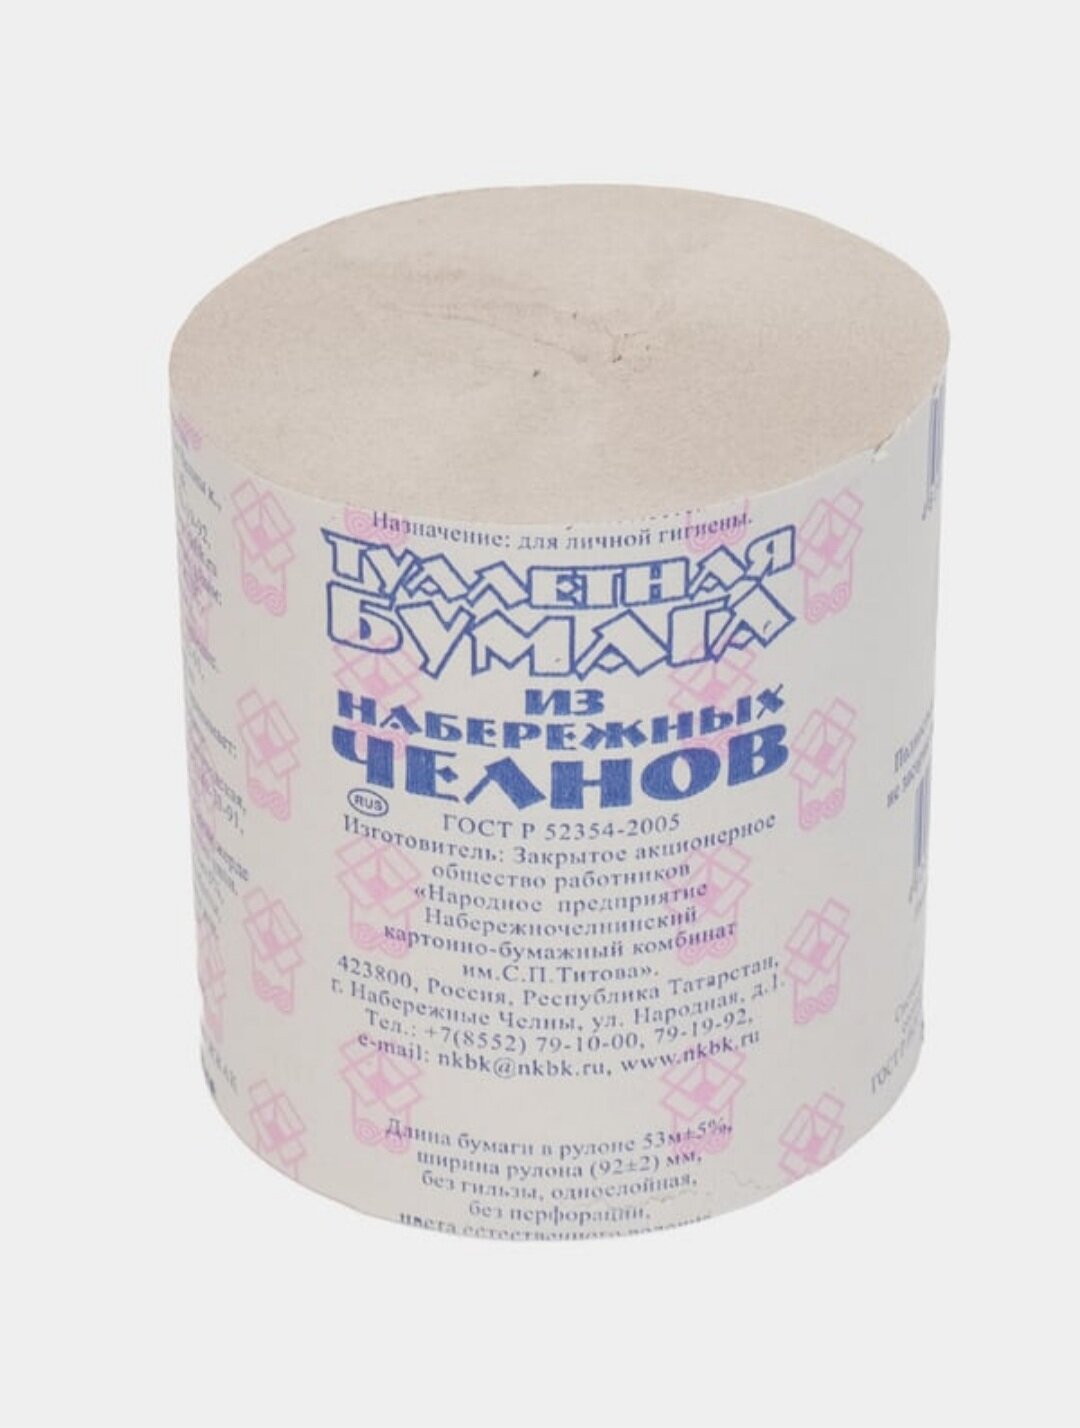 Назначение: для личной гигиены.
ТУАЛЕТНАЯ
БУМАГА
ИЗ
НАБЕРЕЖНЫХ
ЧЕЛНОВ
RUS
ГОСТ Р 52354-2005
Изготовитель: Закрытое акционерное
общество работников
«Народное предприятие
Набережночелнинский
картонно-бумажный комбинат
им.С.П.Титова».
423800, Россия, Республика Татарстан,
г. Набережные Челны, ул. Народная, д.1.
Тел.: +7(8552) 79-10-00, 79-19-92,
e-mail: nkbk@nkbk.ru, www.nkbk.ru
Длина бумаги в рулоне 53м±5%,
ширина рулона (92±2) мм,
без гильзы, однослойная,
без перфорации,
цвета естественного волокна